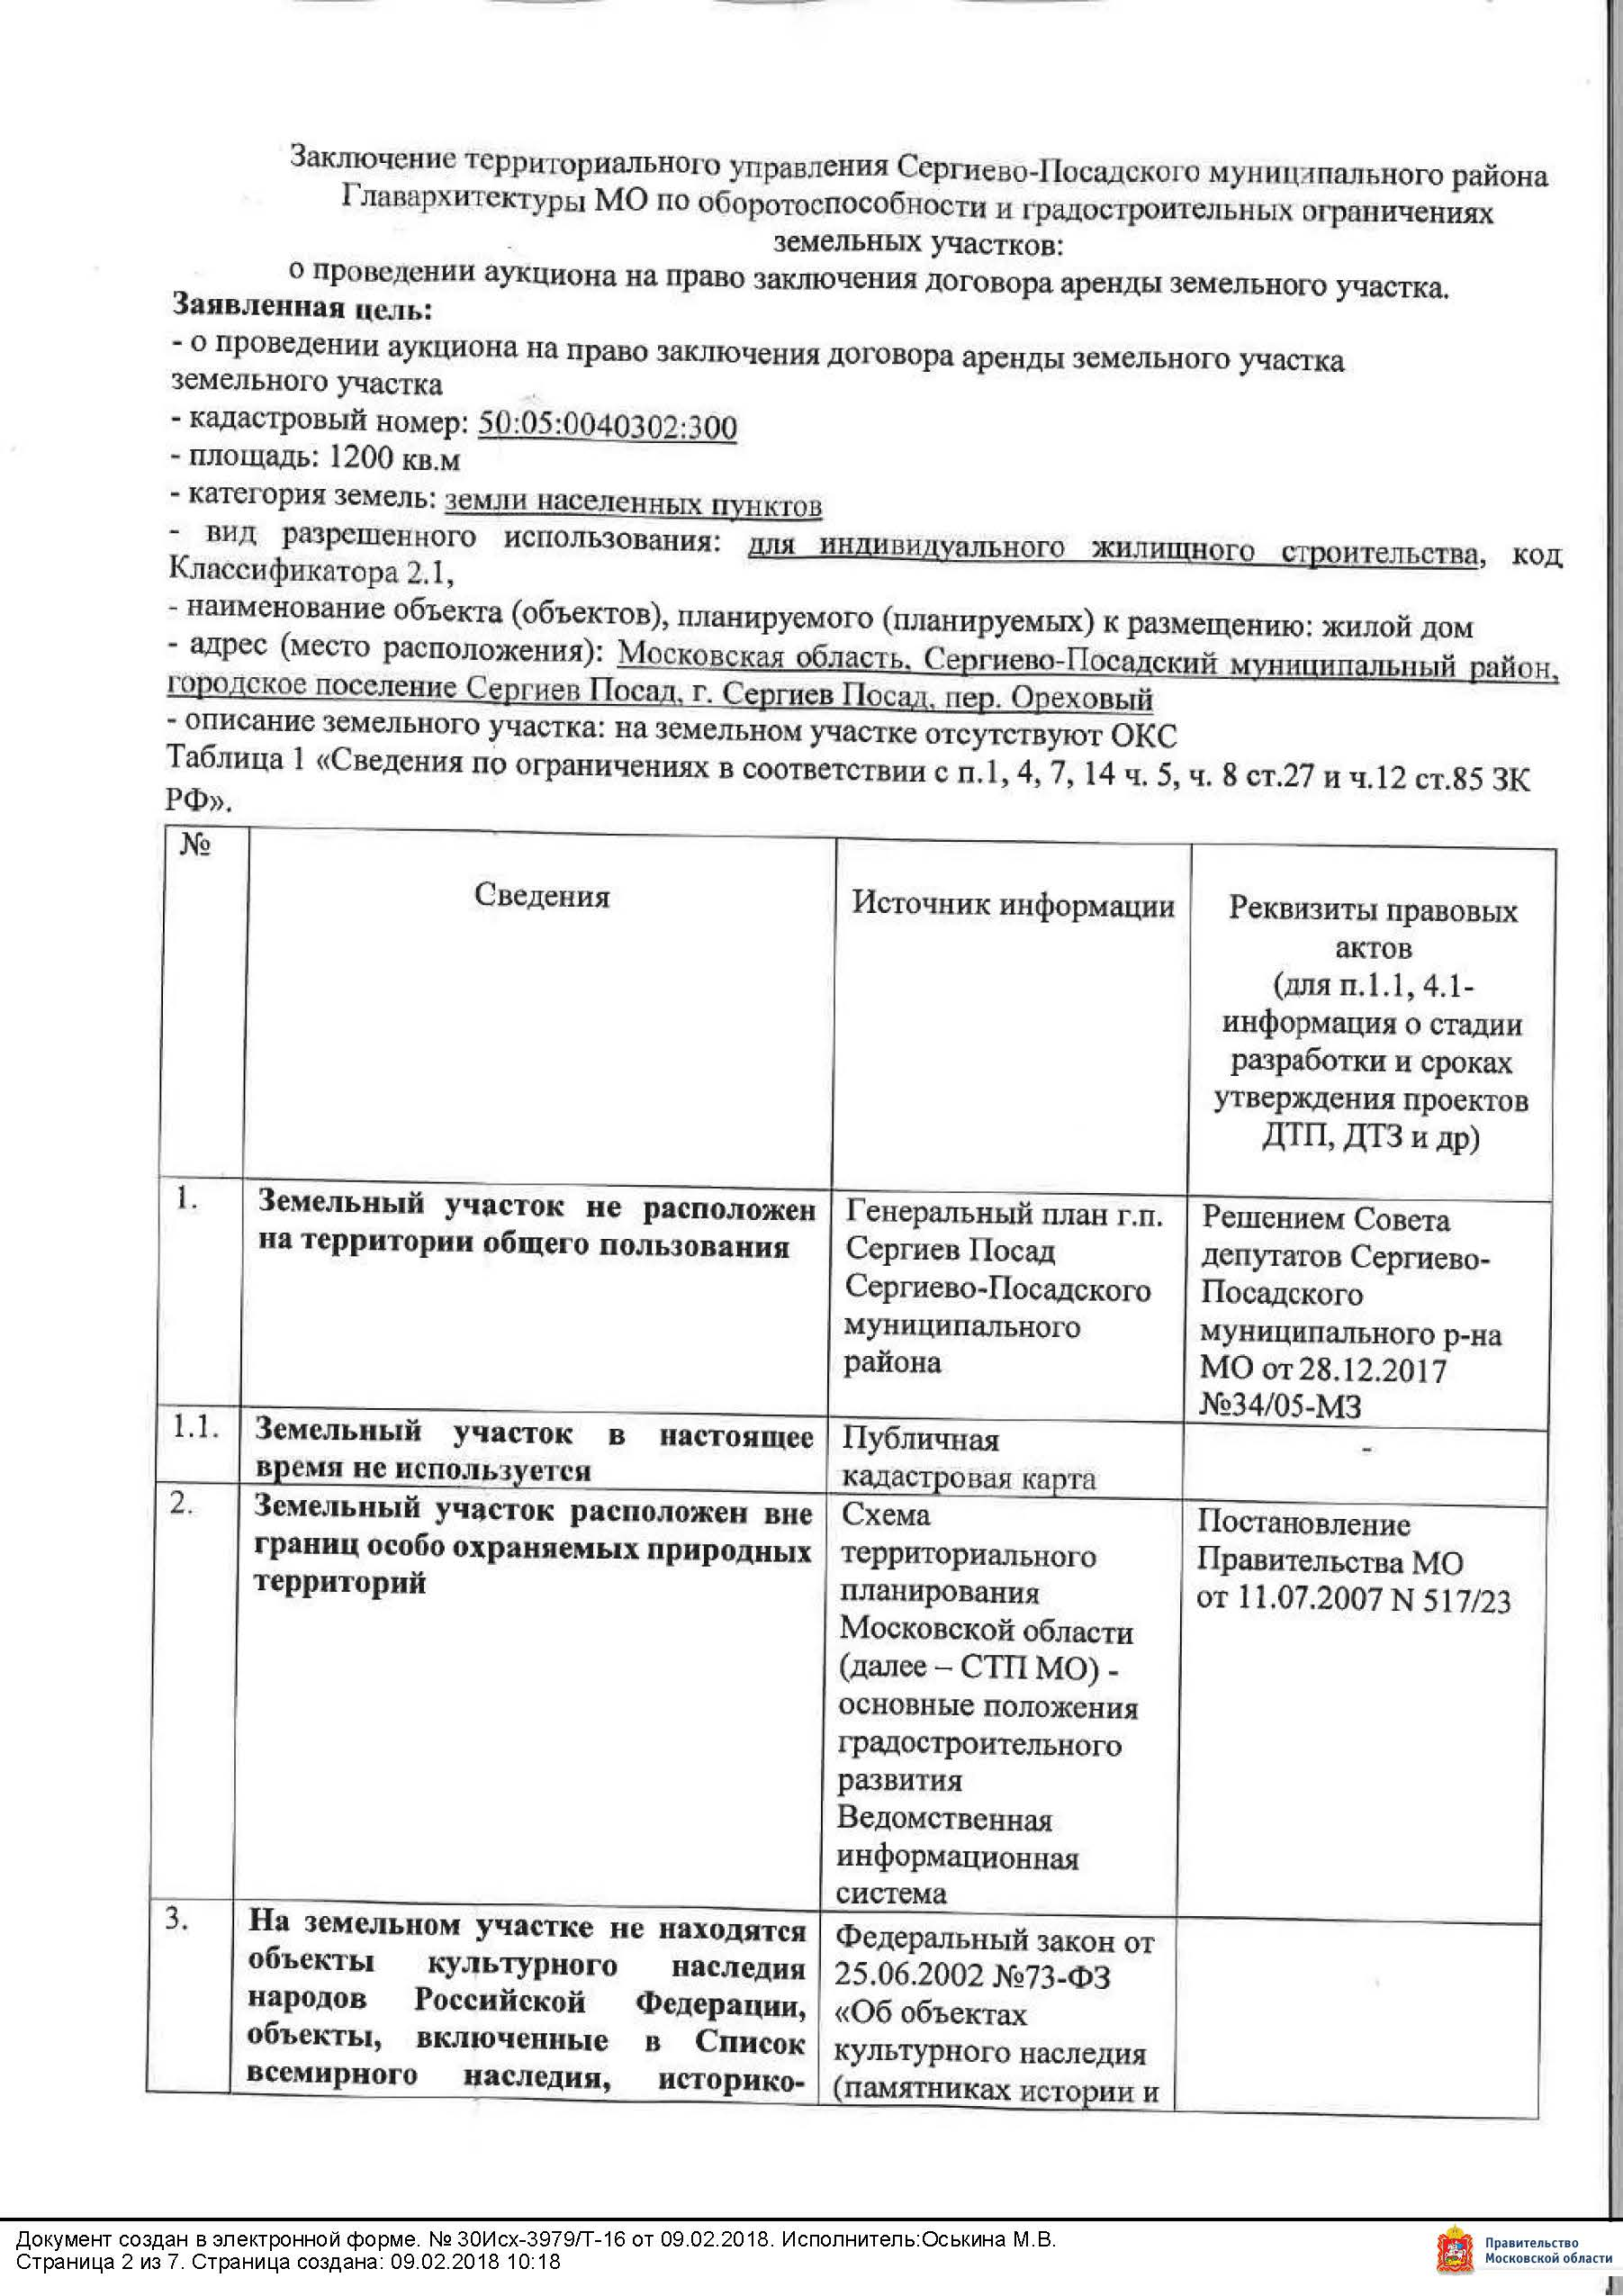 Заключение территориального управления Сергиево-Посадского муниципального района
Главархитектуры МО по оборотоспособности и градостроительных ограничениях
земельных участков:
о проведении аукциона на право заключения договора аренды земельного участка.
Заявленная цель:
- о проведении аукциона на право заключения договора аренды земельного участка
земельного участка
- кадастровый номер: 50:05:0040302:300
- площадь: 1200 кв.м
- категория земель: земли населенных пунктов
- вид разрешенного использования: для индивидуального жилищного строительства, код
Классификатора 2.1,
- наименование объекта (объектов), планируемого (планируемых) к размещению: жилой дом
- адрес (место расположения): Московская область, Сергиево-Посадский муниципальный район,
городское поселение Сергиев Посад, г. Сергиев Посад, пер. Ореховый
- описание земельного участка: на земельном участке отсутствуют ОКС
Таблица 1 «Сведения по ограничениях в соответствии с п.1, 4, 7, 14 ч. 5, ч. 8 ст.27 и ч.12 ст.85 ЗК
РФ».
№
Сведения
Источник информации
Реквизиты правовых
актов
(для п.1.1, 4.1-
информация о стадии
разработки и сроках
утверждения проектов
ДТП, ДТЗ и др)
1.
Земельный участок не расположен
на территории общего пользования
Генеральный план г.п.
Сергиев Посад
Сергиево-Посадского
муниципального
района
Решением Совета
депутатов Сергиево-
Посадского
муниципального р-на
МО от 28.12.2017
№34/05-МЗ
1.1.
Земельный участок в настоящее
время не используется
Публичная
кадастровая карта
-
2.
Земельный участок расположен вне
границ особо охраняемых природных
территорий
Схема
территориального
планирования
Московской области
(далее – СТП МО) -
основные положения
градостроительного
развития
Ведомственная
информационная
система
Постановление
Правительства МО
от 11.07.2007 N 517/23
3.
На земельном участке не находятся
объекты культурного наследия
народов Российской Федерации,
объекты, включенные в Список
всемирного наследия, историко-
Федеральный закон от
25.06.2002 №73-ФЗ
«Об объектах
культурного наследия
(памятниках истории и
Документ создан в электронной форме. № 30Исх-3979/Т-16 от 09.02.2018. Исполнитель:Оськина М.В.
Страница 2 из 7. Страница создана: 09.02.2018 10:18
Правительство
Московской области